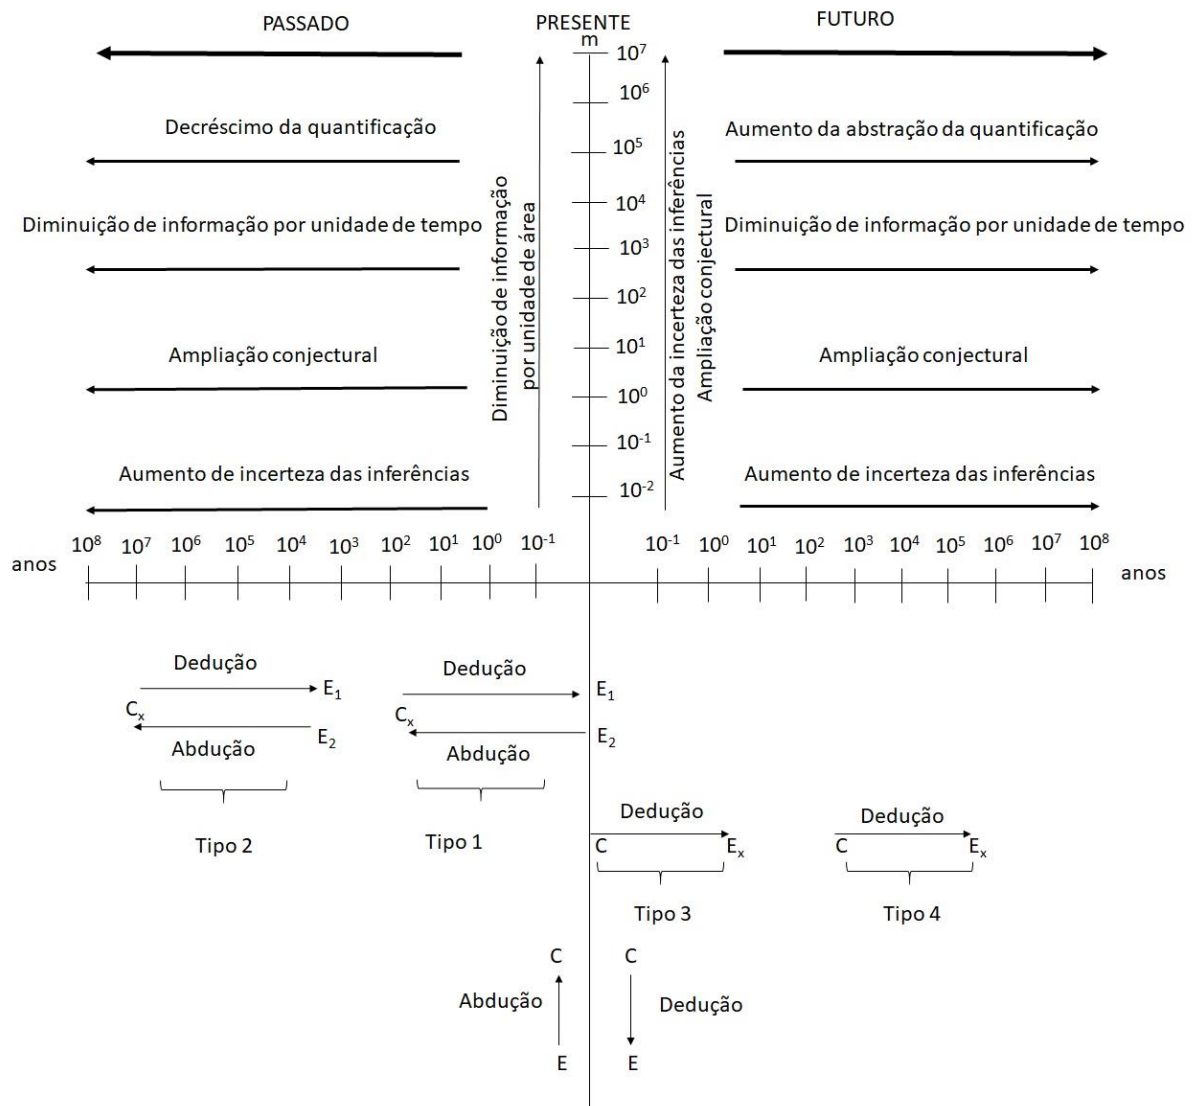 PASSADO
PRESENTE
FUTURO
m
10⁷
10⁶
10⁵
10⁴
10³
10²
10¹
10⁰
10⁻¹
10⁻²
Decréscimo da quantificação
Diminuição de informação por unidade de tempo
Ampliação conjectural
Aumento de incerteza das inferências
Diminuição de informação
por unidade de área
Aumento da incerteza das inferências
Ampliação conjectural
Aumento da abstração da quantificação
Diminuição de informação por unidade de tempo
Ampliação conjectural
Aumento de incerteza das inferências
anos
10⁸ 10⁷ 10⁶ 10⁵ 10⁴ 10³ 10² 10¹ 10⁰ 10⁻¹
10⁻¹ 10⁰ 10¹ 10² 10³ 10⁴ 10⁵ 10⁶ 10⁷ 10⁸
anos
Dedução
E₁
Cₓ
E₂
Abdução
Tipo 2
Dedução
E₁
Cₓ
E₂
Abdução
Tipo 1
Dedução
C Eₓ
Tipo 3
Dedução
C Eₓ
Tipo 4
C
Abdução
E
C
Dedução
E